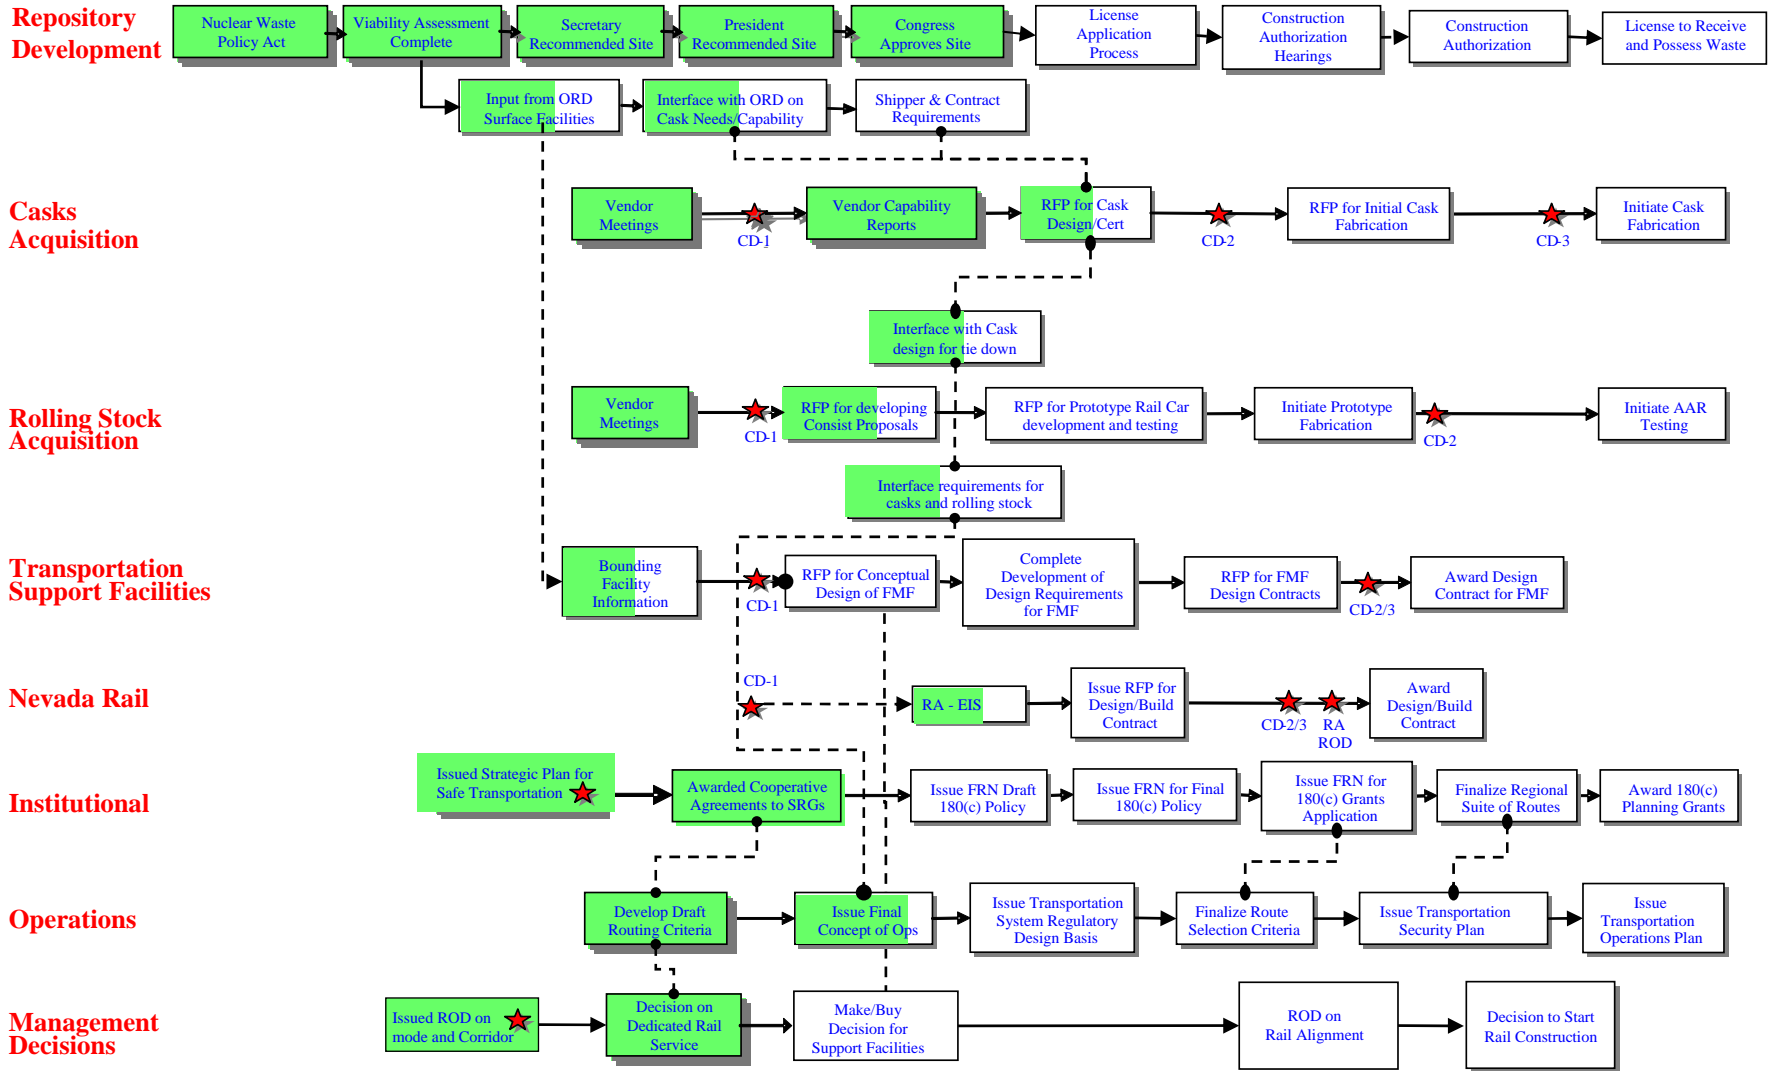 Repository
Development
Nuclear Waste
Policy Act
Viability Assessment
Complete
Secretary
Recommended Site
President
Recommended Site
Congress
Approves Site
License
Application
Process
Construction
Authorization
Hearings
Construction
Authorization
License to Receive
and Possess Waste
Input from ORD
Surface Facilities
Interface with ORD on
Cask Needs/Capability
Shipper & Contract
Requirements
Casks
Acquisition
Vendor
Meetings
CD-1
Vendor Capability
Reports
RFP for Cask
Design/Cert
CD-2
RFP for Initial Cask
Fabrication
CD-3
Initiate Cask
Fabrication
Interface with Cask
design for tie down
Rolling Stock
Acquisition
Vendor
Meetings
CD-1
RFP for developing
Consist Proposals
RFP for Prototype Rail Car
development and testing
Initiate Prototype
Fabrication
CD-2
Initiate AAR
Testing
Interface requirements for
casks and rolling stock
Transportation
Support Facilities
Bounding
Facility
Information
CD-1
RFP for Conceptual
Design of FMF
Complete
Development of
Design Requirements
for FMF
RFP for FMF
Design Contracts
CD-2/3
Award Design
Contract for FMF
Nevada Rail
CD-1
RA - EIS
Issue RFP for
Design/Build
Contract
CD-2/3
RA
ROD
Award
Design/Build
Contract
Institutional
Issued Strategic Plan for
Safe Transportation
Awarded Cooperative
Agreements to SRGs
Issue FRN Draft
180(c) Policy
Issue FRN for Final
180(c) Policy
Issue FRN for
180(c) Grants
Application
Finalize Regional
Suite of Routes
Award 180(c)
Planning Grants
Operations
Develop Draft
Routing Criteria
Issue Final
Concept of Ops
Issue Transportation
System Regulatory
Design Basis
Finalize Route
Selection Criteria
Issue Transportation
Security Plan
Issue
Transportation
Operations Plan
Management
Decisions
Issued ROD on
mode and Corridor
Decision on
Dedicated Rail
Service
Make/Buy
Decision for
Support Facilities
ROD on
Rail Alignment
Decision to Start
Rail Construction